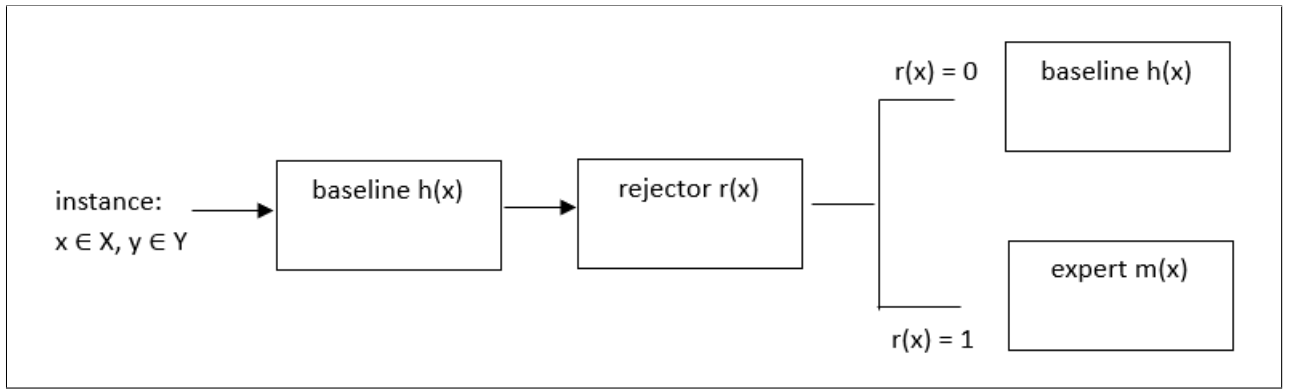 instance:
x ∈ X, y ∈ Y
baseline h(x)
rejector r(x)
r(x) = 0
baseline h(x)
r(x) = 1
expert m(x)